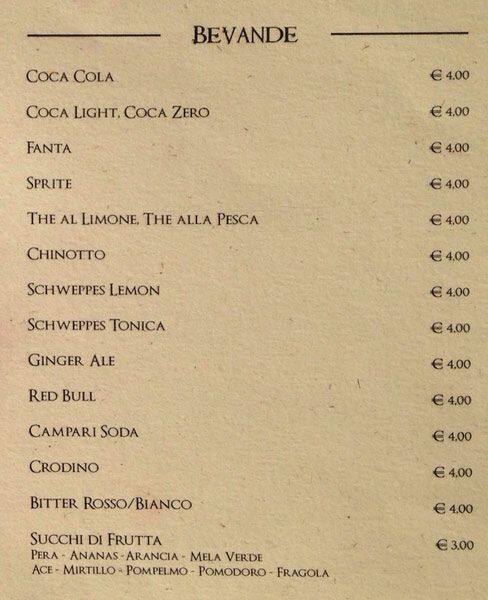 BEVANDE
COCA COLA € 4.00
COCA LIGHT, COCA ZERO € 4.00
FANTA € 4.00
SPRITE € 4.00
THE AL LIMONE, THE ALLA PESCA € 4.00
CHINOTTO € 4.00
SCHWEPPES LEMON € 4.00
SCHWEPPES TONICA € 4.00
GINGER ALE € 4.00
RED BULL € 4.00
CAMPARI SODA € 4.00
CRODINO € 4.00
BITTER ROSSO/BIANCO € 4.00
SUCCHI DI FRUTTA € 3.00
PERA - ANANAS - ARANCIA - MELA VERDE
ACE - MIRTILLO - POMPELMO - POMODORO - FRAGOLA